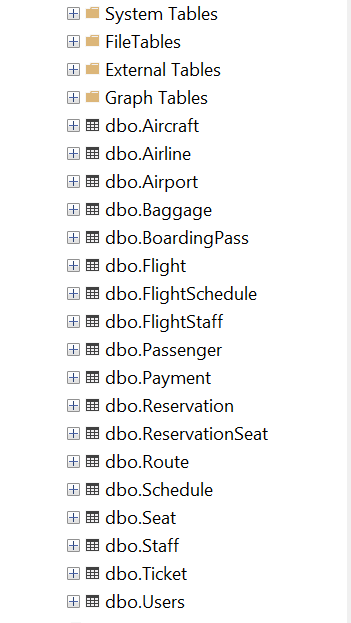 System Tables
FileTables
External Tables
Graph Tables
dbo.Aircraft
dbo.Airline
dbo.Airport
dbo.Baggage
dbo.BoardingPass
dbo.Flight
dbo.FlightSchedule
dbo.FlightStaff
dbo.Passenger
dbo.Payment
dbo.Reservation
dbo.ReservationSeat
dbo.Route
dbo.Schedule
dbo.Seat
dbo.Staff
dbo.Ticket
dbo.Users